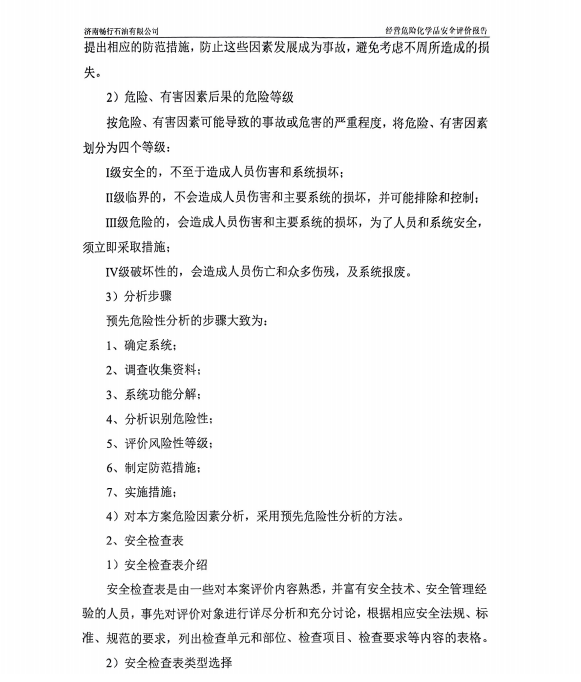 济南畅行石油有限公司 经营危险化学品安全评价报告
提出相应的防范措施，防止这些因素发展成为事故，避免考虑不周所造成的损
失。
2）危险、有害因素后果的危险等级
按危险、有害因素可能导致的事故或危害的严重程度，将危险、有害因素
划分为四个等级：
I级安全的，不至于造成人员伤害和系统损坏；
II级临界的，不会造成人员伤害和主要系统的损坏，并可能排除和控制；
III级危险的，会造成人员伤害和主要系统的损坏，为了人员和系统安全，
须立即采取措施；
IV级破坏性的，会造成人员伤亡和众多伤残，及系统报废。
3）分析步骤
预先危险性分析的步骤大致为：
1、确定系统；
2、调查收集资料；
3、系统功能分解；
4、分析识别危险性；
5、评价风险性等级；
6、制定防范措施；
7、实施措施；
4）对本方案危险因素分析，采用预先危险性分析的方法。
2、安全检查表
1）安全检查表介绍
安全检查表是由一些对本案评价内容熟悉，并富有安全技术、安全管理经
验的人员，事先对评价对象进行详尽分析和充分讨论，根据相应安全法规、标
准、规范的要求，列出检查单元和部位、检查项目、检查要求等内容的表格。
2）安全检查表类型选择